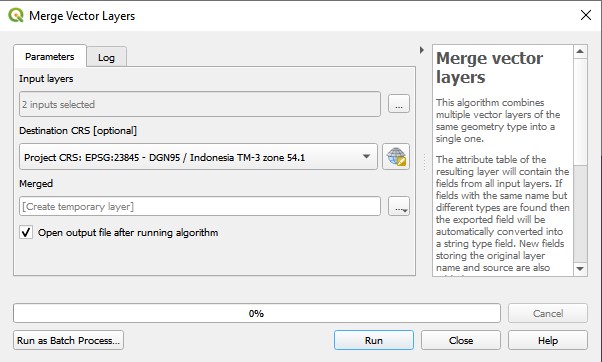 Merge Vector Layers
Parameters
Log
Input layers
2 inputs selected
...
Destination CRS [optional]
Project CRS: EPSG:23845 - DGN95 / Indonesia TM-3 zone 54.1
Merged
[Create temporary layer]
...
Open output file after running algorithm
Merge vector
layers
This algorithm combines
multiple vector layers of the
same geometry type into a
single one.
The attribute table of the
resulting layer will contain the
fields from all input layers. If
fields with the same name but
different types are found then
the exported field will be
automatically converted into
a string type field. New fields
storing the original layer
name and source are also
0%
Cancel
Run as Batch Process...
Run
Close
Help